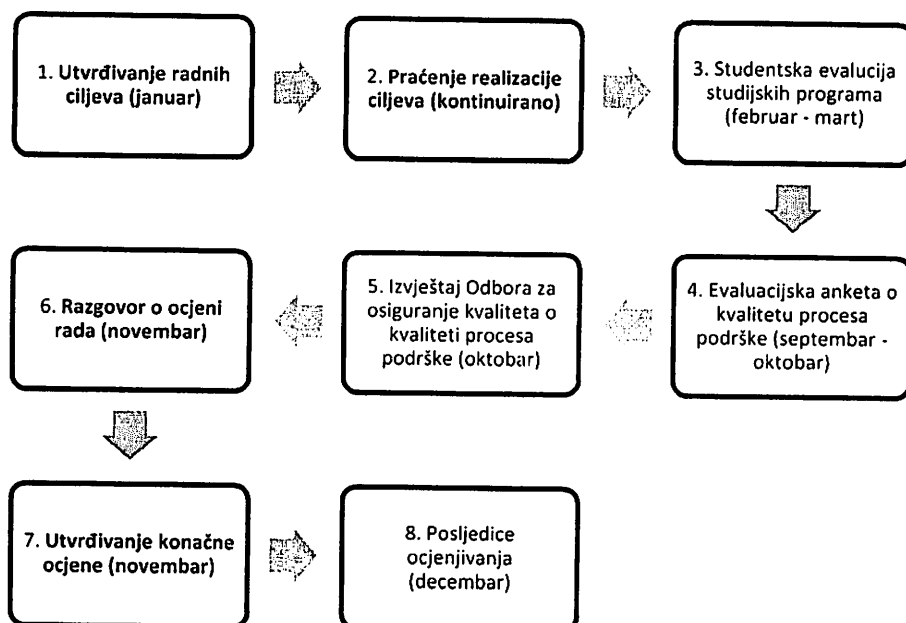 1. Utvrđivanje radnih
ciljeva (januar)
2. Praćenje realizacije
ciljeva (kontinuirano)
3. Studentska evalucija
studijskih programa
(februar - mart)
4. Evaluacijska anketa o
kvalitetu procesa
podrške (septembar -
oktobar)
5. Izvještaj Odbora za
osiguranje kvaliteta o
kvaliteti procesa
podrške (oktobar)
6. Razgovor o ocjeni
rada (novembar)
7. Utvrđivanje konačne
ocjene (novembar)
8. Posljedice
ocjenjivanja
(decembar)